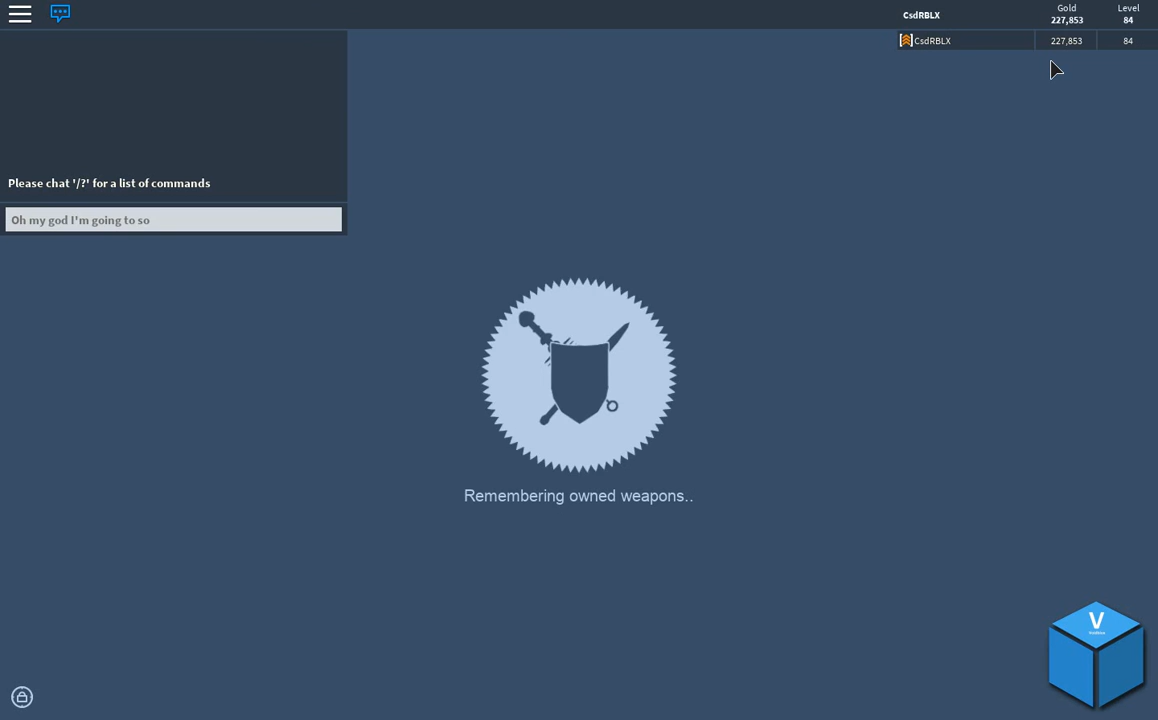 CsdRBLX
Gold
227,853
Level
84
CsdRBLX 227,853 84
Please chat '/?' for a list of commands
Oh my god I'm going to so
Remembering owned weapons..
V